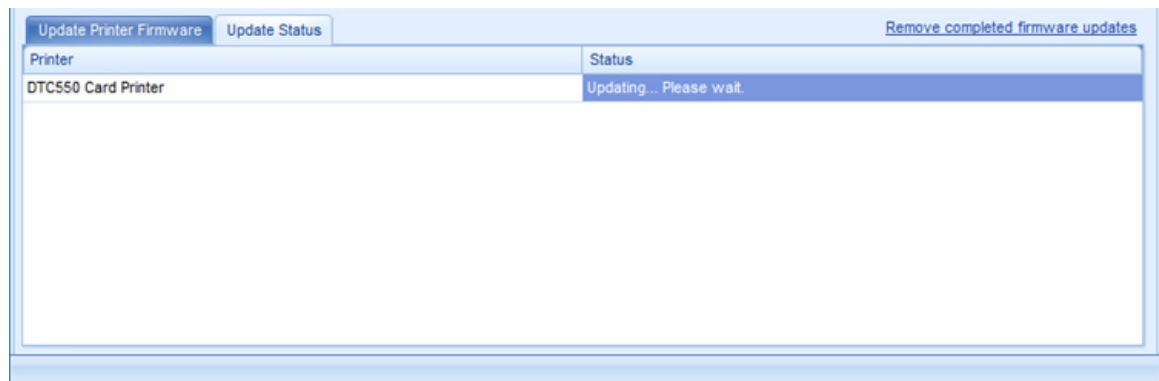 Update Printer Firmware Update Status Remove completed firmware updates
Printer Status
DTC550 Card Printer Updating... Please wait.